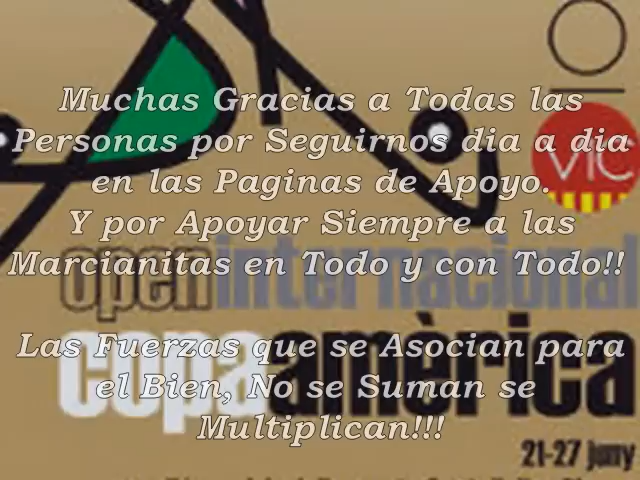 Muchas Gracias a Todas las
Personas por Seguirnos dia a dia
en las Paginas de Apoyo.
Y por Apoyar Siempre a las
Marcianitas en Todo y con Todo!!
Las Fuerzas que se Asocian para
el Bien, No se Suman se
Multiplican!!!
VIC
open internacional
copa amèrica
21-27 juny